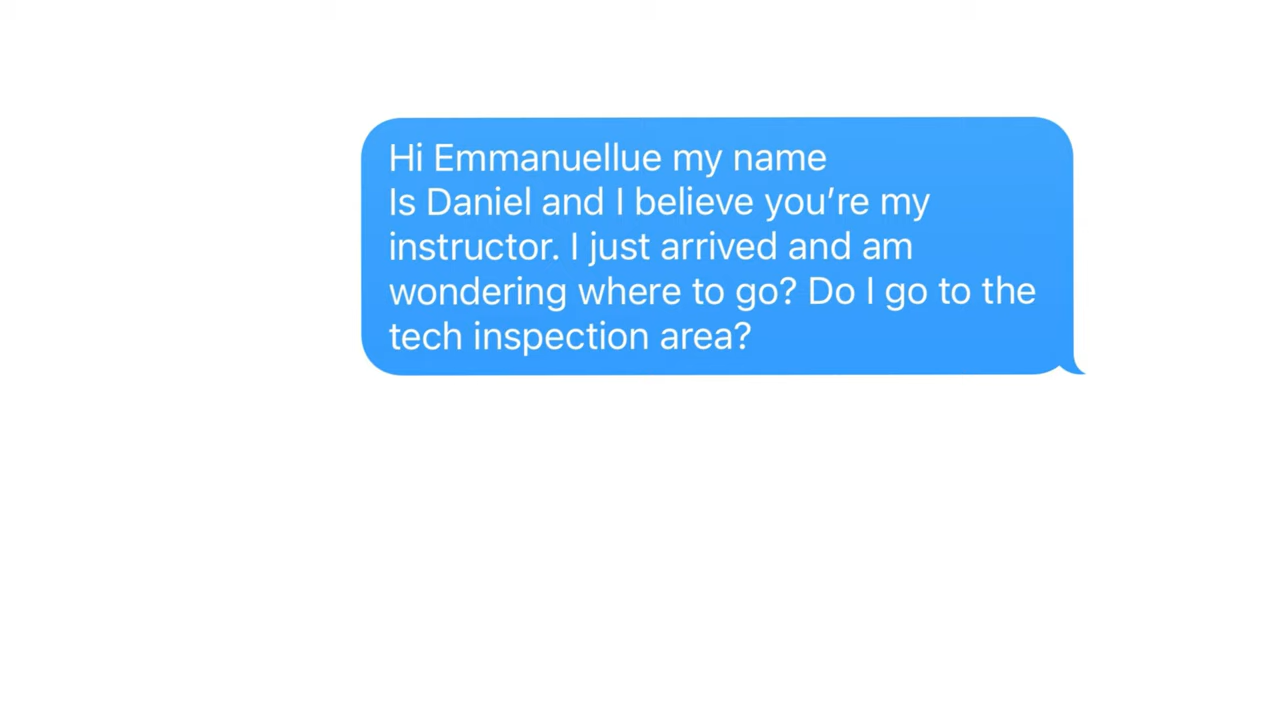 Hi Emmanuellue my name
Is Daniel and I believe you’re my
instructor. I just arrived and am
wondering where to go? Do I go to the
tech inspection area?